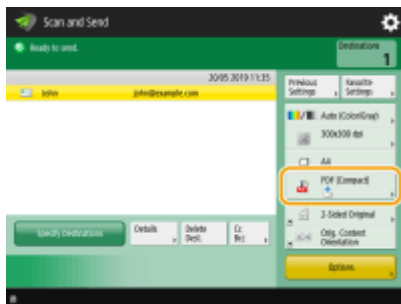 Scan and Send
Ready to send.
Destinations
1
20/05 2019 11:35
John
john@example.com
Previous Settings
Favorite Settings
Auto (Color/Gray)
300x300 dpi
A4
PDF (Compact)
2-Sided Original
Orig. Content Orientation
Specify Destinations
Details
Delete Dest.
Cc Bcc
Options